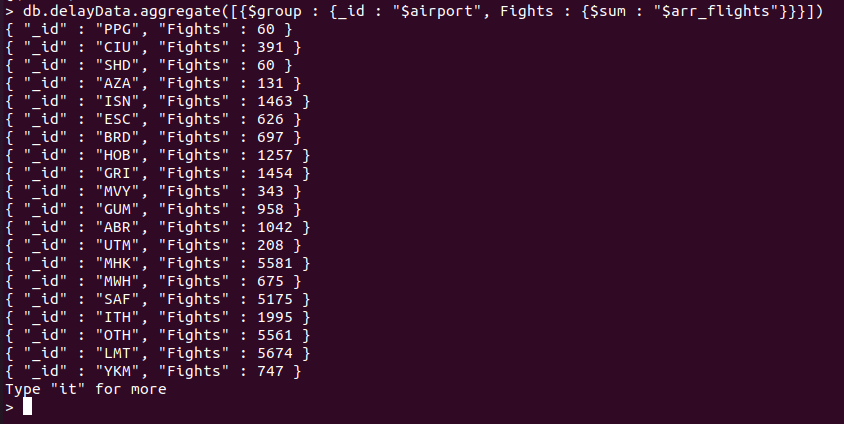 > db.delayData.aggregate([{$group : {_id : "$airport", Fights : {$sum : "$arr_flights"}}}])
{ "_id" : "PPG", "Fights" : 60 }
{ "_id" : "CIU", "Fights" : 391 }
{ "_id" : "SHD", "Fights" : 60 }
{ "_id" : "AZA", "Fights" : 131 }
{ "_id" : "ISN", "Fights" : 1463 }
{ "_id" : "ESC", "Fights" : 626 }
{ "_id" : "BRD", "Fights" : 697 }
{ "_id" : "HOB", "Fights" : 1257 }
{ "_id" : "GRI", "Fights" : 1454 }
{ "_id" : "MVY", "Fights" : 343 }
{ "_id" : "GUM", "Fights" : 958 }
{ "_id" : "ABR", "Fights" : 1042 }
{ "_id" : "UTM", "Fights" : 208 }
{ "_id" : "MHK", "Fights" : 5581 }
{ "_id" : "MWH", "Fights" : 675 }
{ "_id" : "SAF", "Fights" : 5175 }
{ "_id" : "ITH", "Fights" : 1995 }
{ "_id" : "OTH", "Fights" : 5561 }
{ "_id" : "LMT", "Fights" : 5674 }
{ "_id" : "YKM", "Fights" : 747 }
Type "it" for more
>